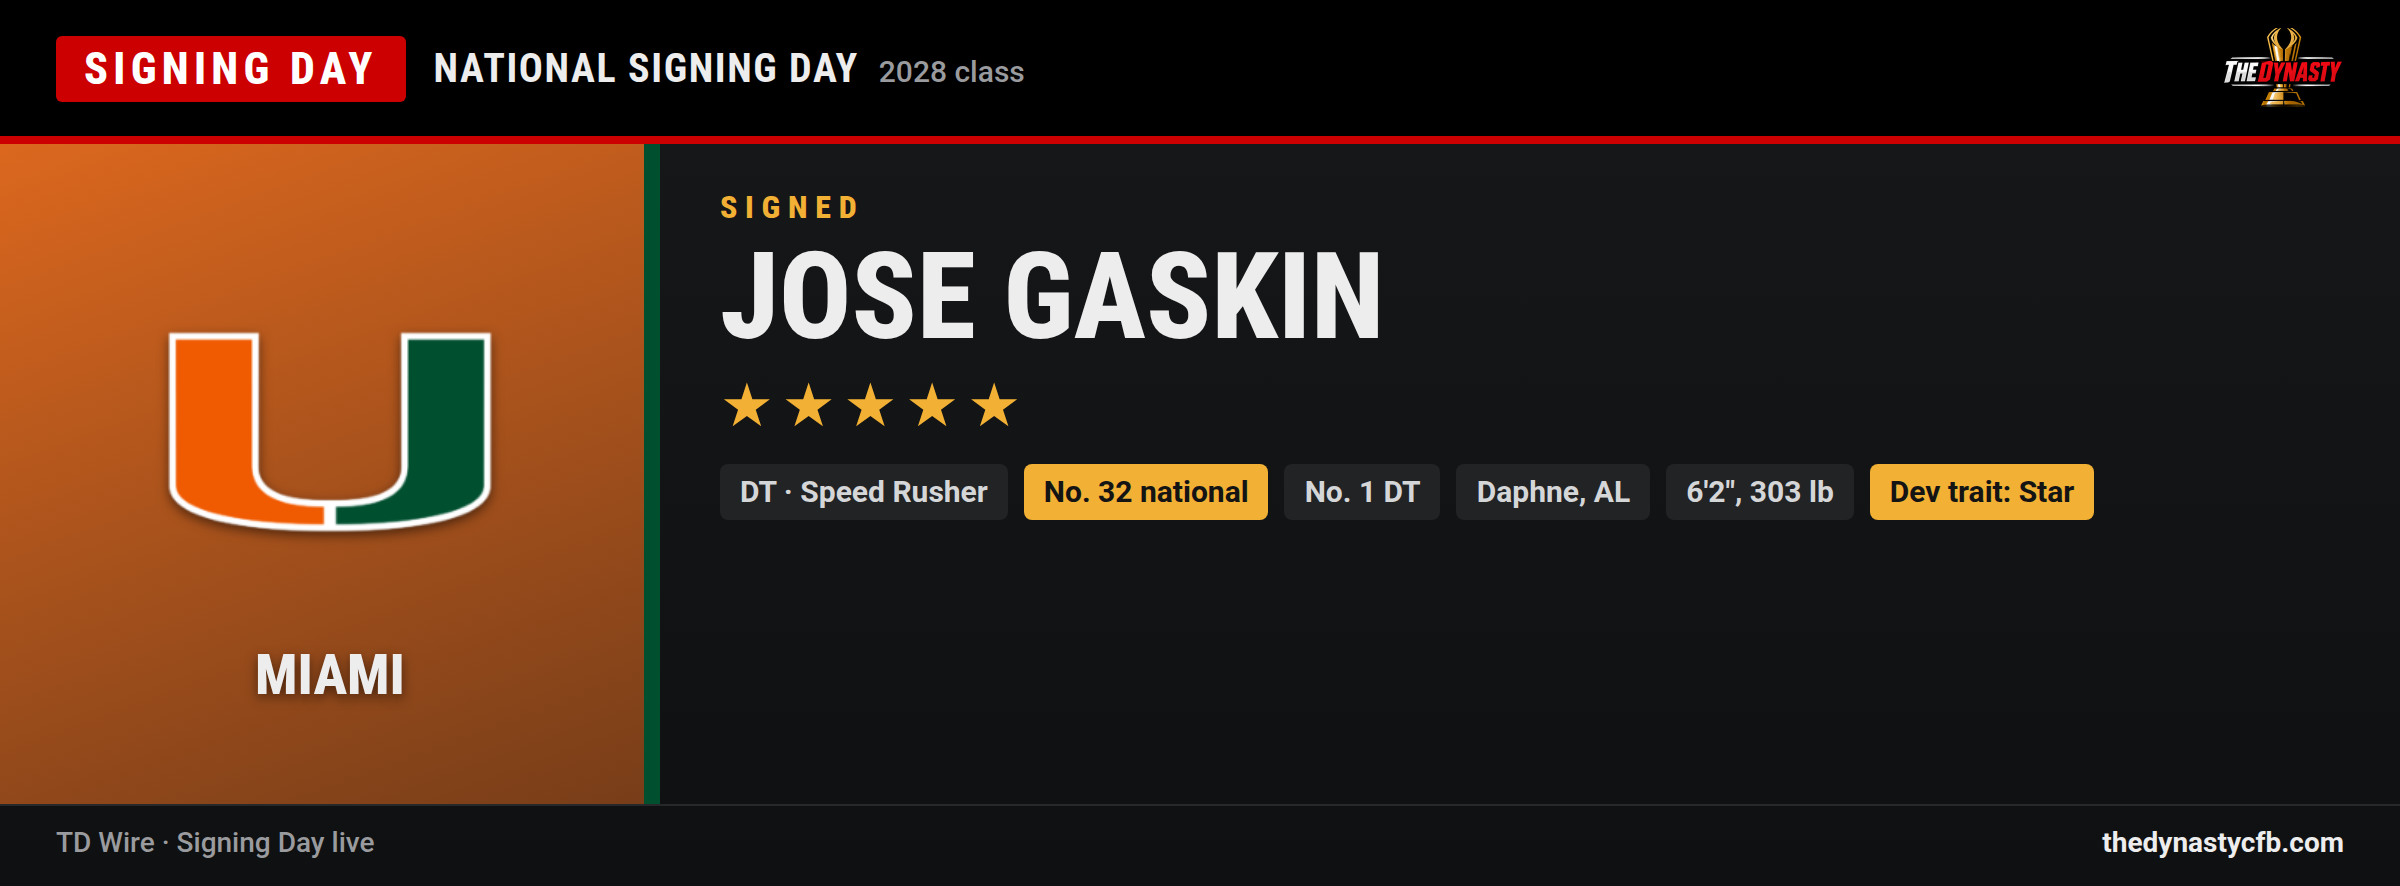 SIGNING DAY NATIONAL SIGNING DAY 2028 class
THE DYNASTY
SIGNED
JOSE GASKIN
★★★★★
DT · Speed Rusher No. 32 national No. 1 DT Daphne, AL 6'2", 303 lb Dev trait: Star
MIAMI
TD Wire · Signing Day live thedynastycfb.com